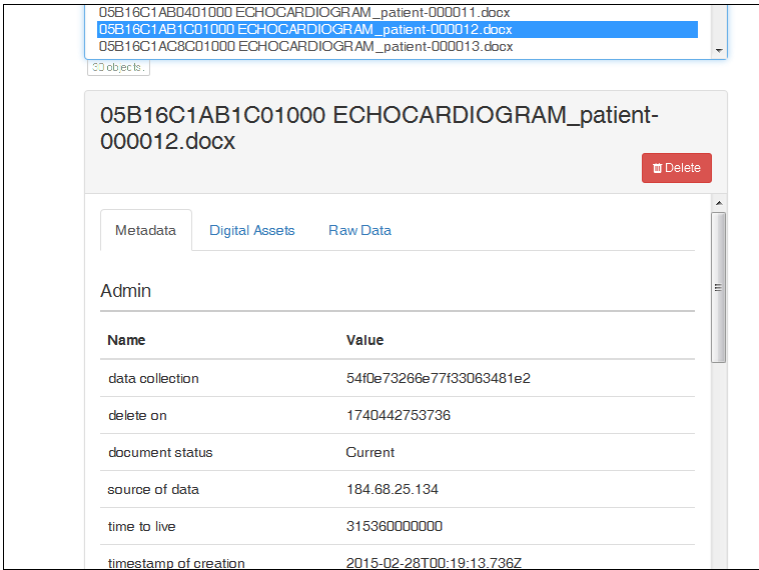 05B16C1AB0401000 ECHOCARDIOGRAM_patient-000011.docx
05B16C1AB1C01000 ECHOCARDIOGRAM_patient-000012.docx
05B16C1AC8C01000 ECHOCARDIOGRAM_patient-000013.docx
30 objects.
05B16C1AB1C01000 ECHOCARDIOGRAM_patient-
000012.docx
Delete
Metadata Digital Assets Raw Data
Admin
Name Value
data collection 54f0e73266e77f33063481e2
delete on 1740442753736
document status Current
source of data 184.68.25.134
time to live 315360000000
timestamp of creation 2015-02-28T00:19:13.736Z